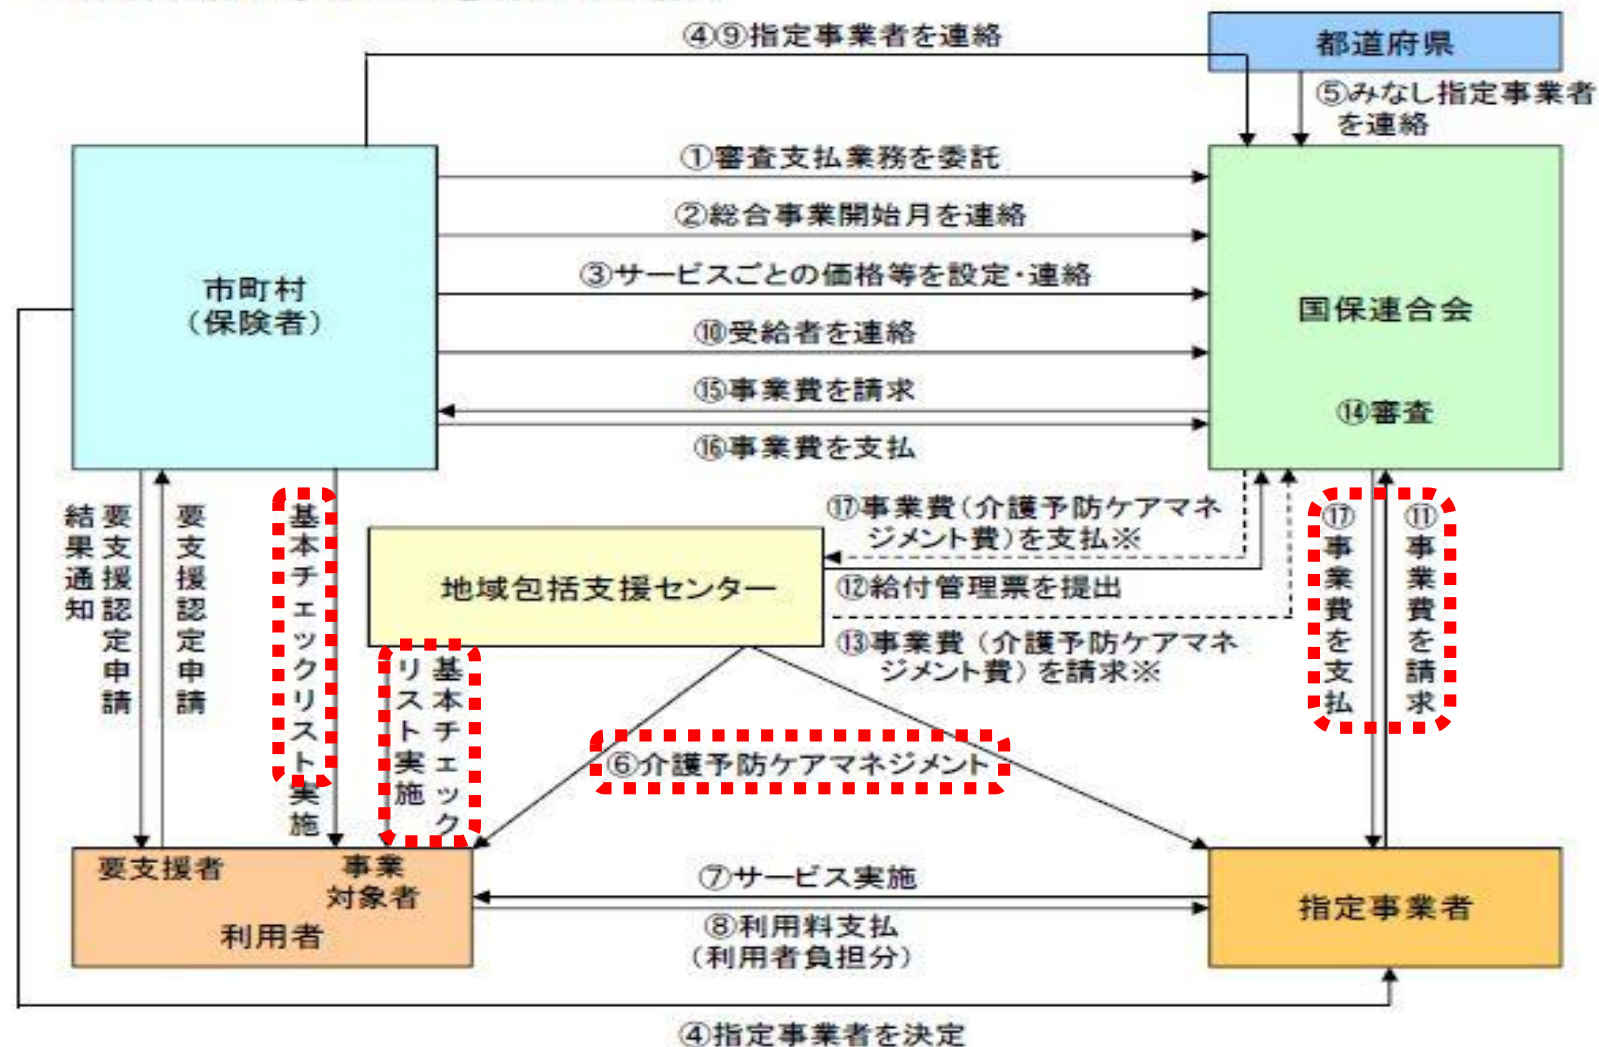 ④⑨指定事業者を連絡
都道府県
⑤みなし指定事業者
を連絡
①審査支払業務を委託
②総合事業開始月を連絡
③サービスごとの価格等を設定・連絡
市町村
（保険者）
国保連合会
⑩受給者を連絡
⑮事業費を請求
⑭審査
⑯事業費を支払
要支援認定申請
結果通知
要支援認定申請
基本チェックリスト実施
⑰事業費（介護予防ケアマネ
ジメント費）を支払※
地域包括支援センター
⑫給付管理票を提出
⑬事業費（介護予防ケアマネ
ジメント費）を請求※
⑪事業費を請求
⑰事業費を支払
基本チェック
リスト実施
⑥介護予防ケアマネジメント
要支援者
事業
対象者
利用者
⑦サービス実施
⑧利用料支払
（利用者負担分）
指定事業者
④指定事業者を決定